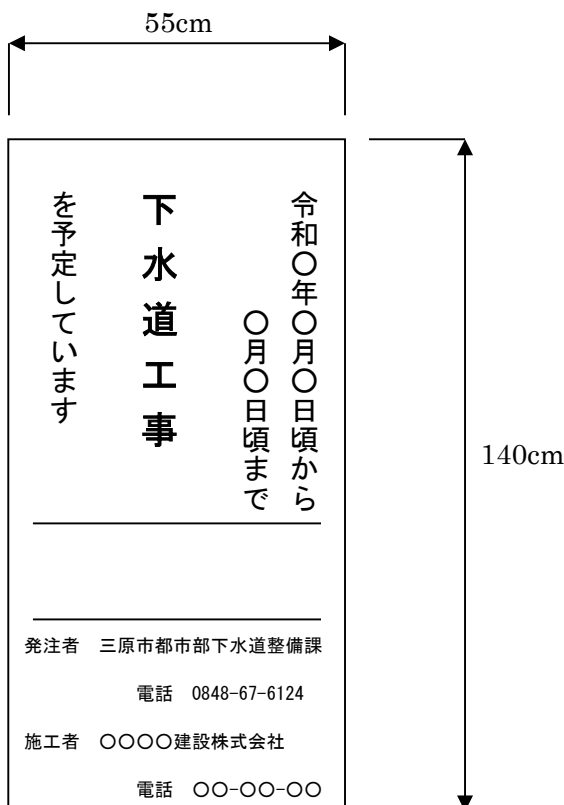 55cm
令和〇年〇月〇日頃から
〇月〇日頃まで
下水道工事
を予定しています
140cm
発注者 三原市都市部下水道整備課
電話 0848-67-6124
施工者 〇〇〇〇建設株式会社
電話 〇〇-〇〇-〇〇